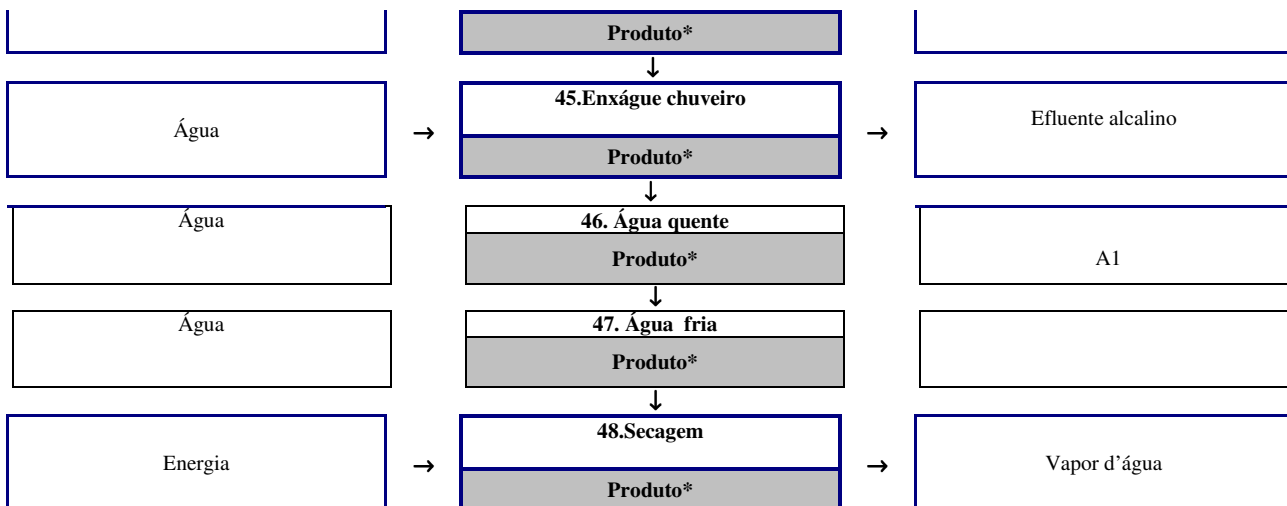 Produto*
↓
45.Enxágue chuveiro
Água → Efluente alcalino
→
Produto*
↓
Água
46. Água quente
Produto*
A1
↓
Água
47. Água fria
Produto*
↓
48.Secagem
Energia → → Vapor d’água
Produto*